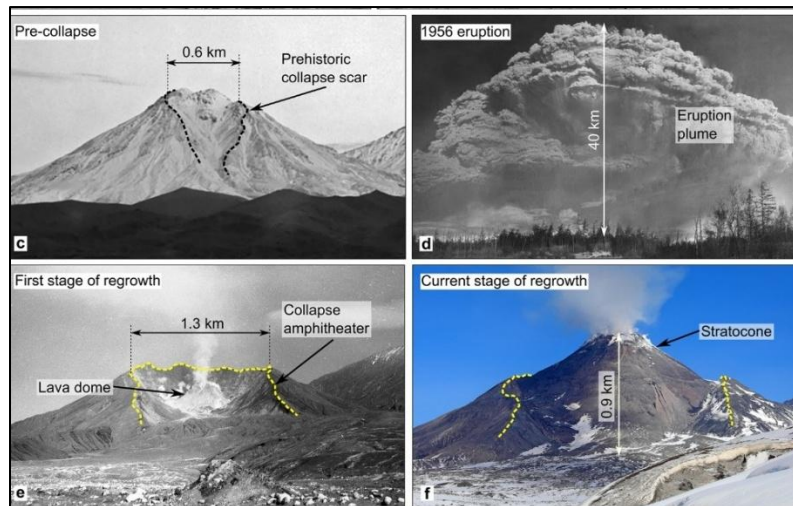 Pre-collapse
0.6 km
Prehistoric
collapse scar
c
1956 eruption
40 km
Eruption
plume
d
First stage of regrowth
1.3 km
Collapse
amphitheater
Lava dome
e
Current stage of regrowth
Stratocone
0.9 km
f